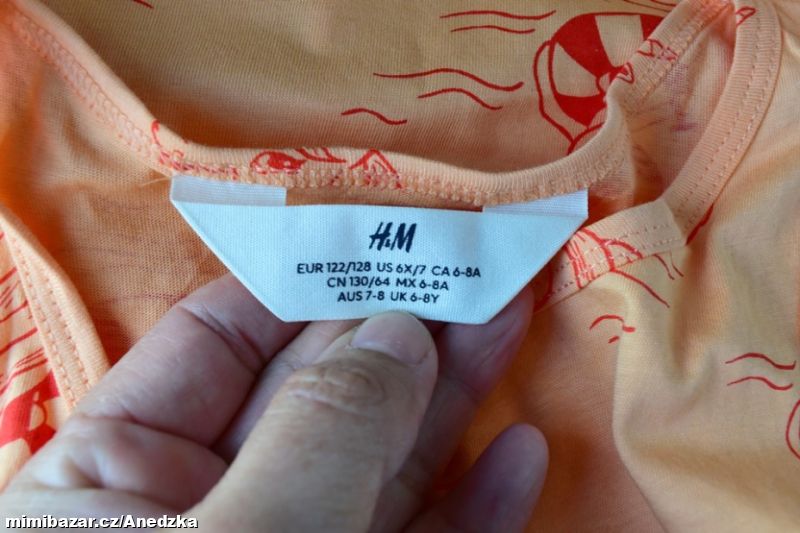 H&M
EUR 122/128 US 6X/7 CA 6-8A
CN 130/64 MX 6-8A
AUS 7-8 UK 6-8Y
mimibazar.cz/Anedzka